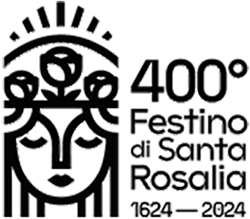 400°
Festino
di Santa
Rosalia
1624 — 2024